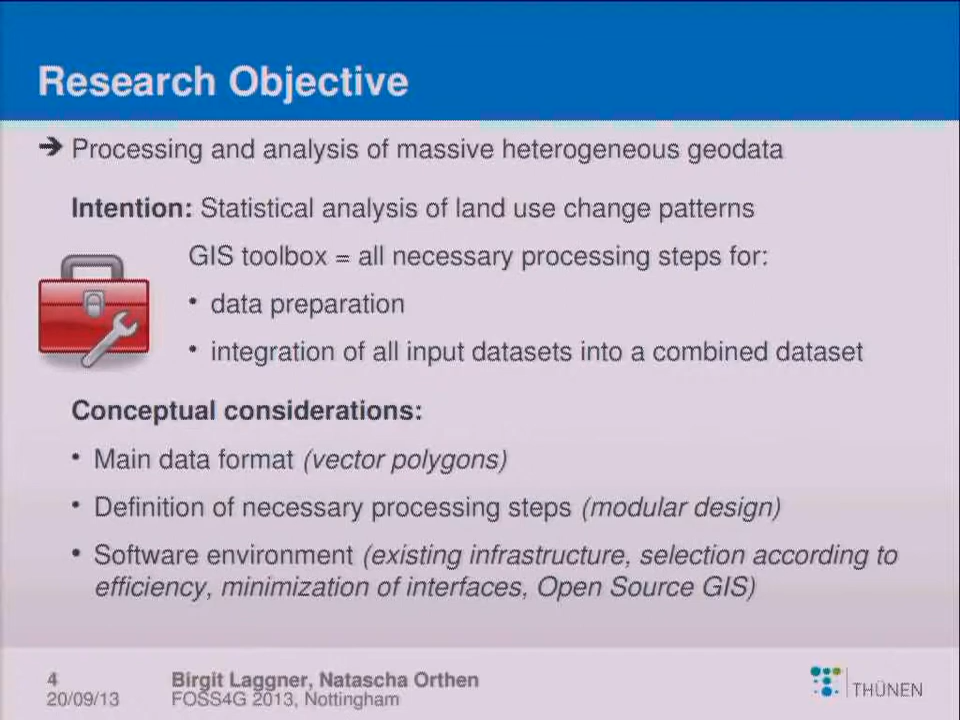 Research Objective
➔ Processing and analysis of massive heterogeneous geodata
Intention: Statistical analysis of land use change patterns
GIS toolbox = all necessary processing steps for:
• data preparation
• integration of all input datasets into a combined dataset
Conceptual considerations:
• Main data format (vector polygons)
• Definition of necessary processing steps (modular design)
• Software environment (existing infrastructure, selection according to
efficiency, minimization of interfaces, Open Source GIS)
4
Birgit Laggner, Natascha Orthen
20/09/13
FOSS4G 2013, Nottingham
THÜNEN